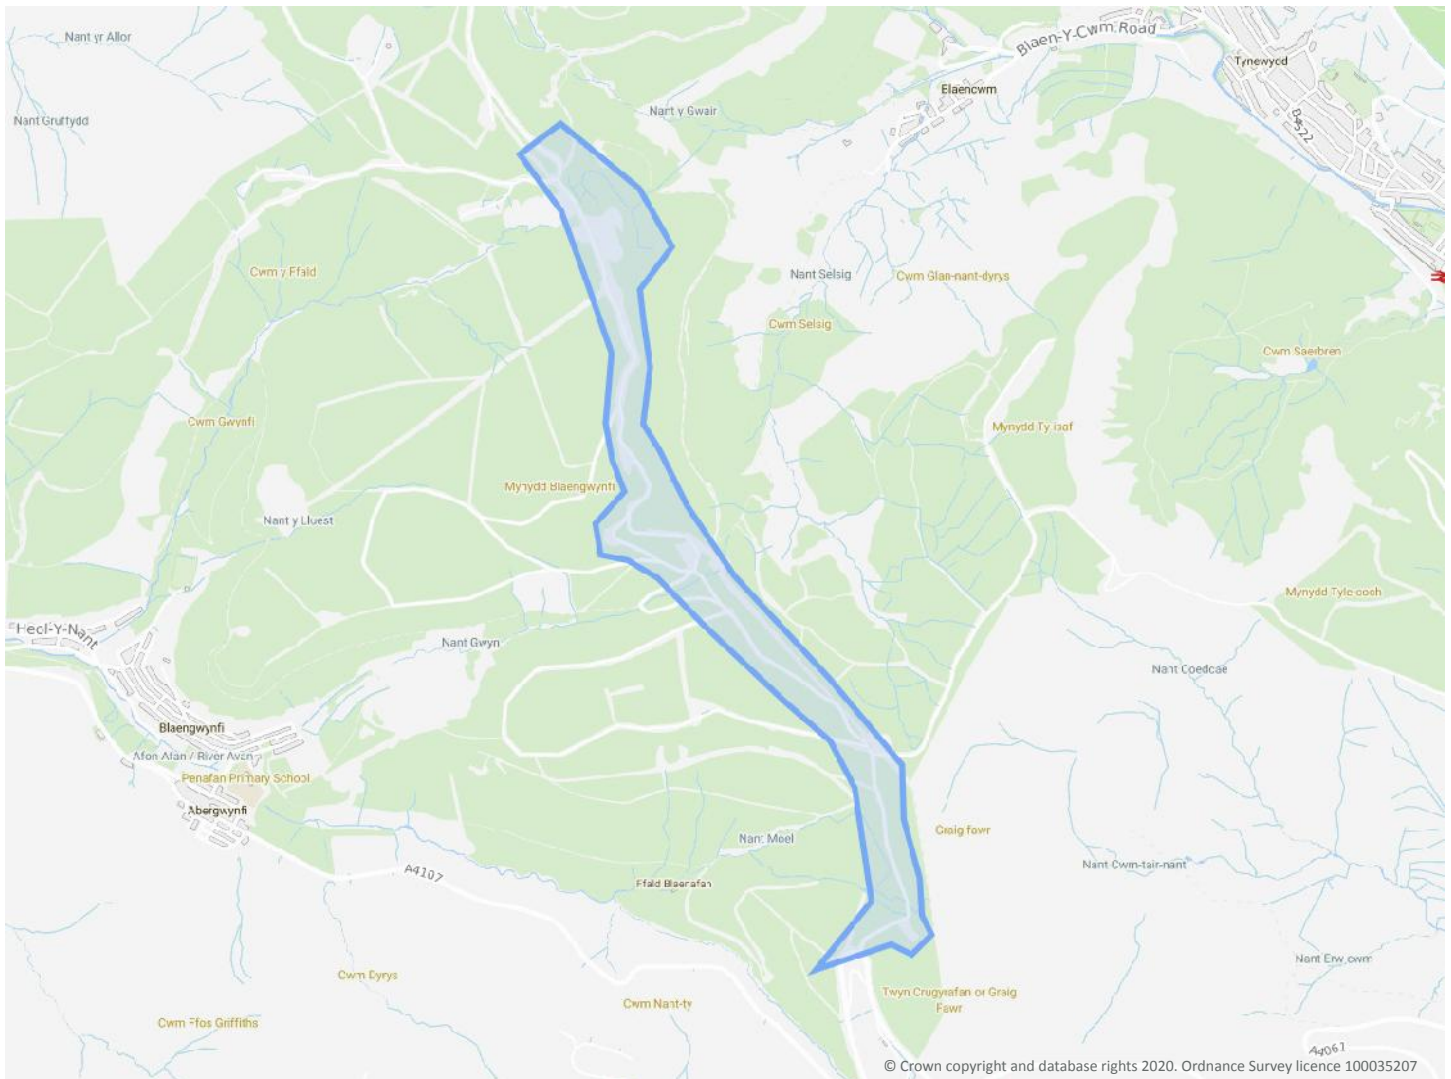 Nant yr Allor
Blaen-Y-Cwm Road
Tynewydd
Blaencwm
Nant y Gwair
Nant Gruffydd
B4522
Cwm y Ffald
Nant Selsig
Cwm Glan-nant-dyrys
Cwm Selsig
Cwm Saerbren
Cwm Gwynfi
Mynydd Ty-isaf
Mynydd Blaengwynfi
Nant y Lluest
Mynydd Tyle-coch
Heol-Y-Nant
Nant Gwyn
Nant Coedcae
Blaengwynfi
Afon Afan / River Avan
Penafan Primary School
Abergwynfi
Craig fawr
Nant Moel
Nant Cwm-tair-nant
A4107
Ffald Blaenafan
Nant Erw cwm
Cwm Dyrys
Twyn Crugyrafan or Graig
Fawr
Cwm Nant-ty
Cwm Ffos Griffiths
A4061
© Crown copyright and database rights 2020. Ordnance Survey licence 100035207